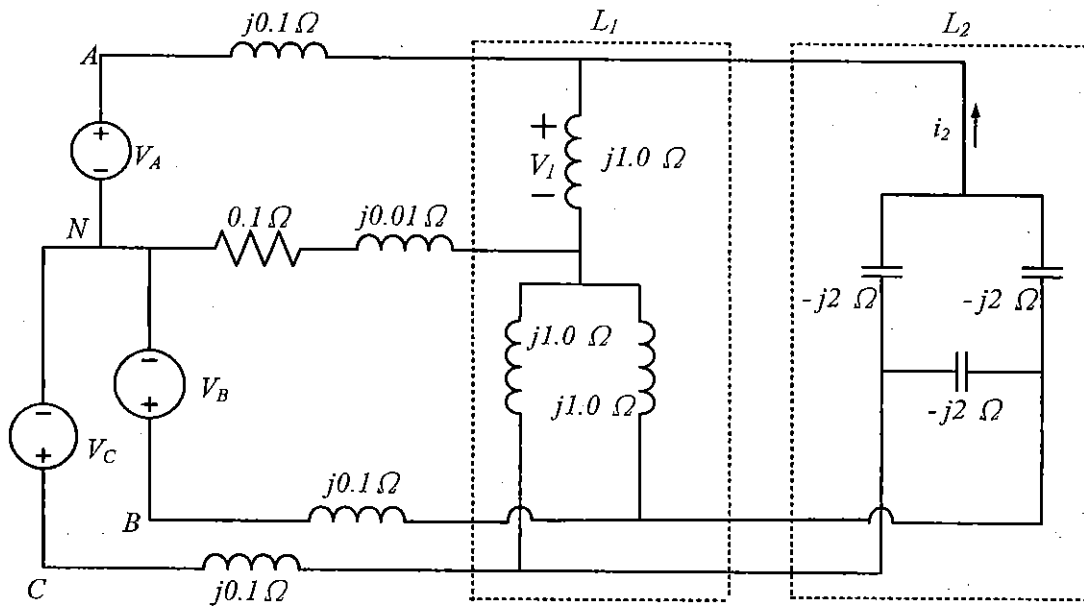 j0.1 Ω
L1
L2
A
+
-
VA
+
V1
-
j1.0 Ω
i2
N
0.1 Ω
j0.01 Ω
-j2 Ω
-j2 Ω
j1.0 Ω
j1.0 Ω
-j2 Ω
-
+
VB
-
+
VC
j0.1 Ω
B
C
j0.1 Ω